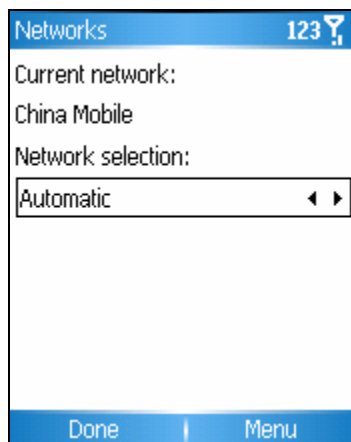 Networks 123
Current network:
China Mobile
Network selection:
Automatic
Done Menu